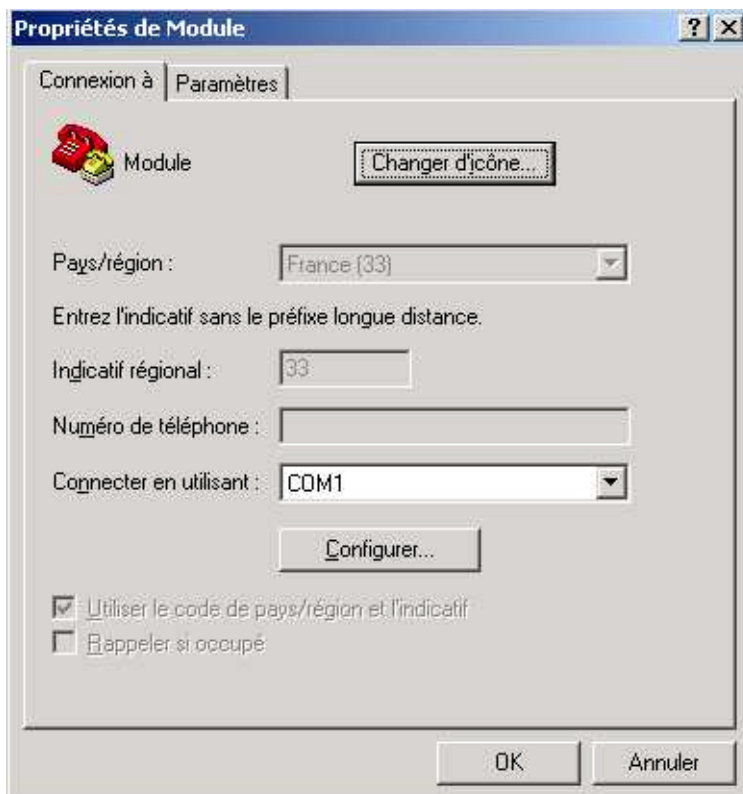 Propriétés de Module
Connexion à Paramètres
Module Changer d'icône...
Pays/région : France (33)
Entrez l'indicatif sans le préfixe longue distance.
Indicatif régional : 33
Numéro de téléphone :
Connecter en utilisant : COM1
Configurer...
Utiliser le code de pays/région et l'indicatif
Rappeler si occupé
OK Annuler